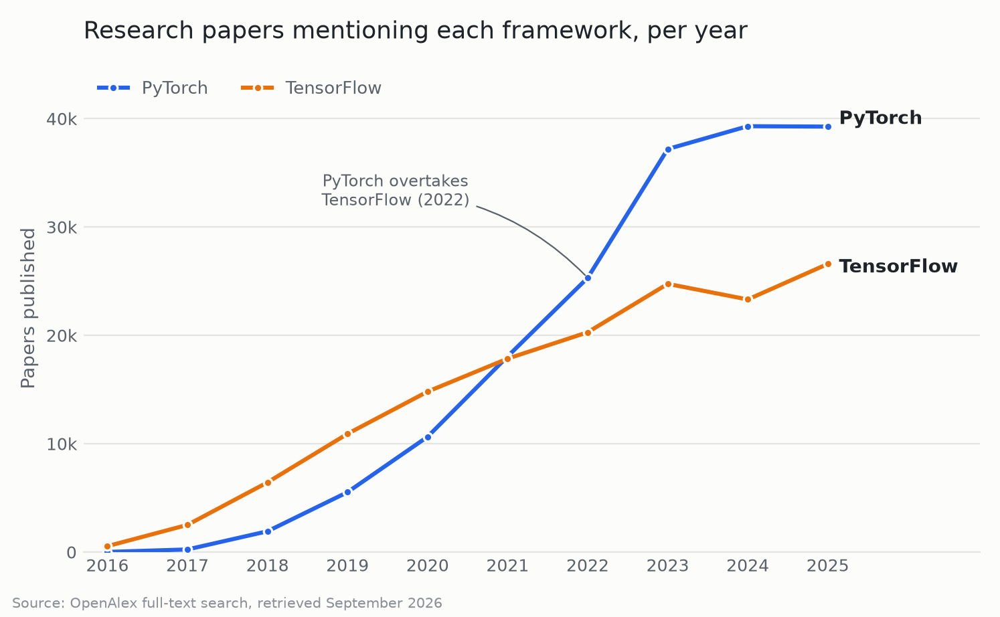 Research papers mentioning each framework, per year
PyTorch
TensorFlow
40k
30k
20k
10k
0
Papers published
PyTorch overtakes
TensorFlow (2022)
PyTorch
TensorFlow
2016
2017
2018
2019
2020
2021
2022
2023
2024
2025
Source: OpenAlex full-text search, retrieved September 2026